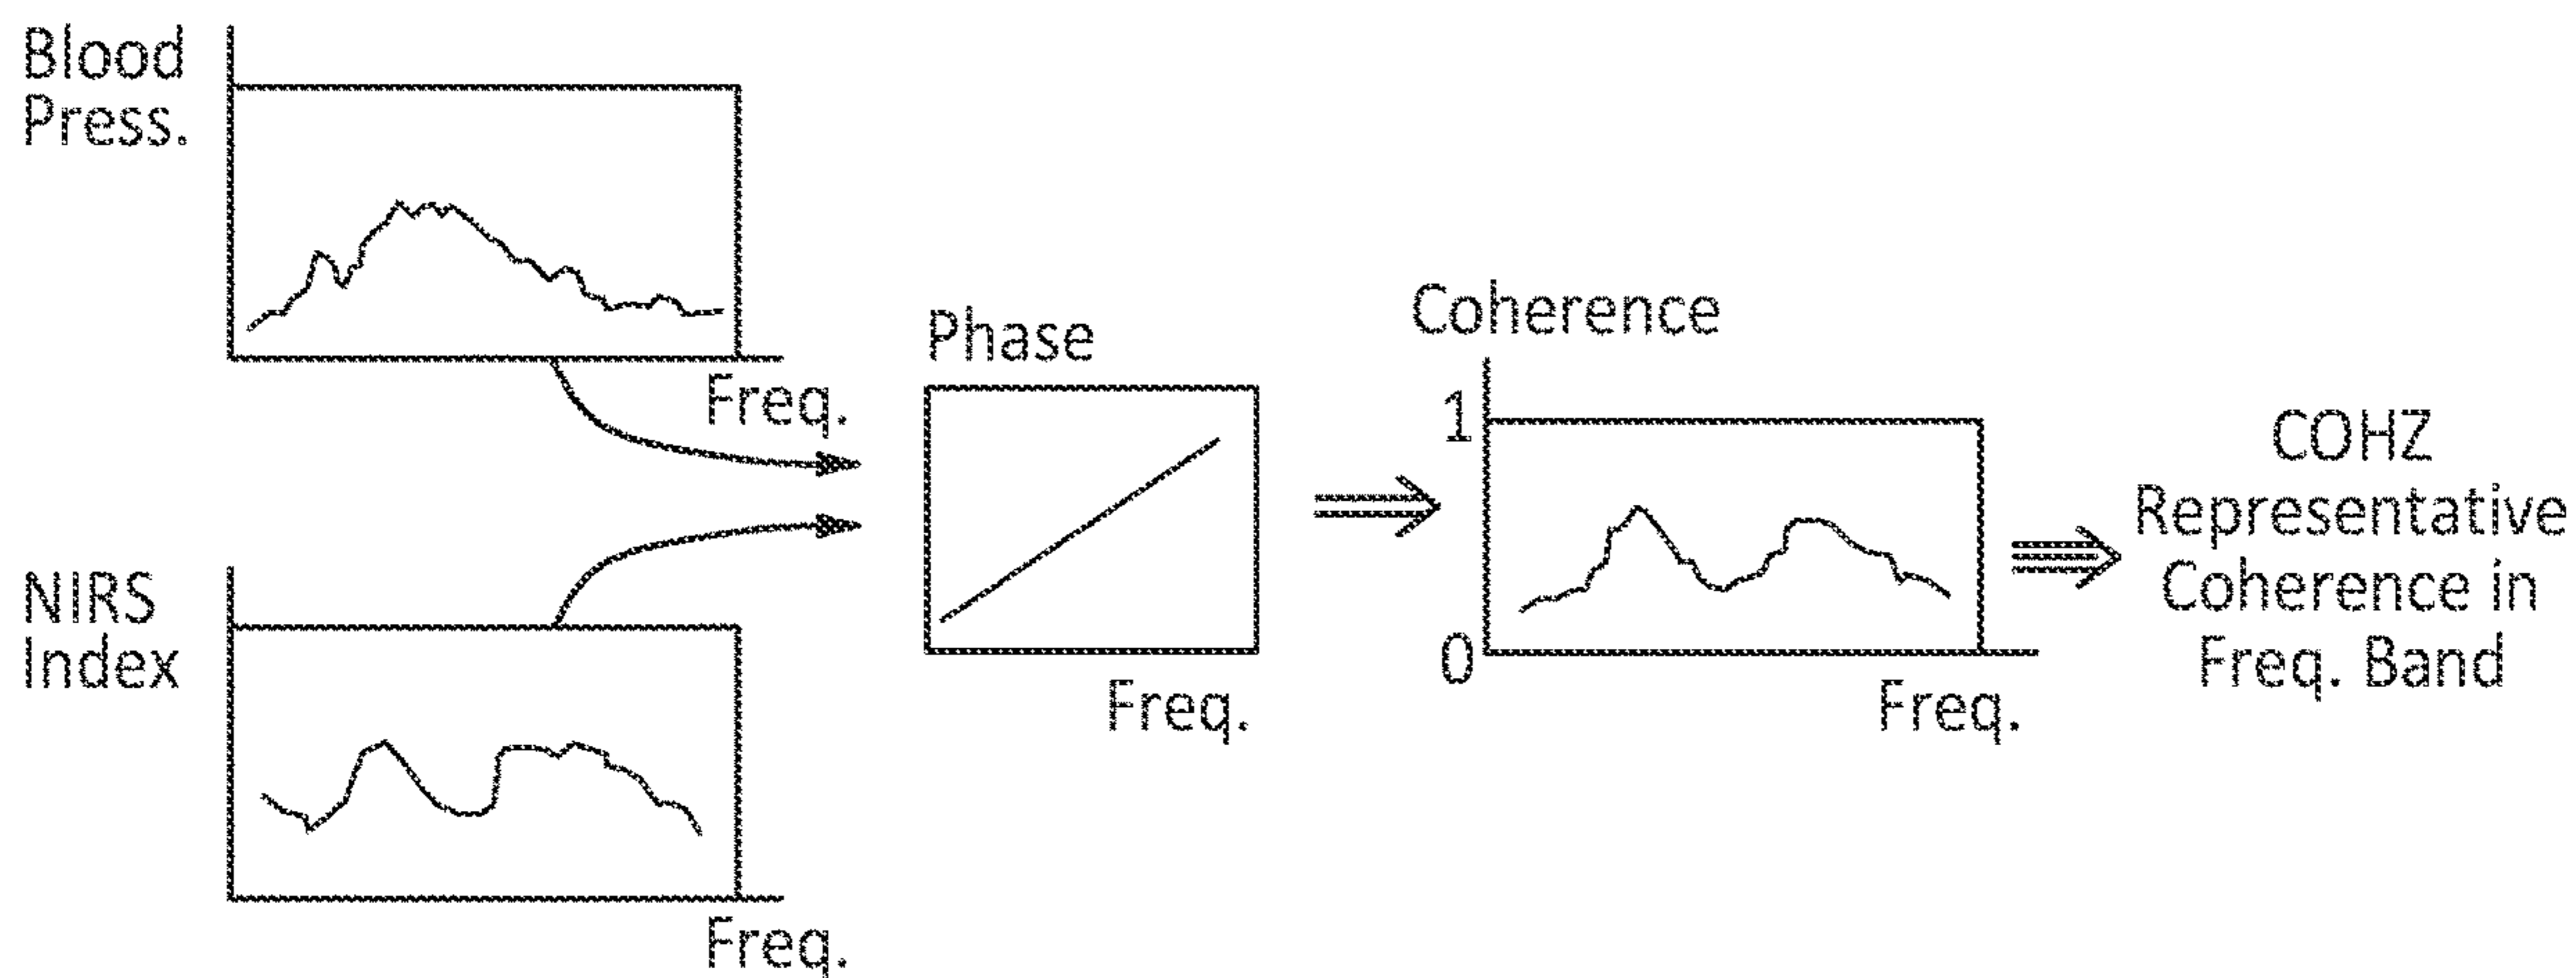 Blood
Press.
Freq.
NIRS
Index
Freq.
Phase
Freq.
Coherence
1
0
Freq.
COHZ
Representative
Coherence in
Freq. Band